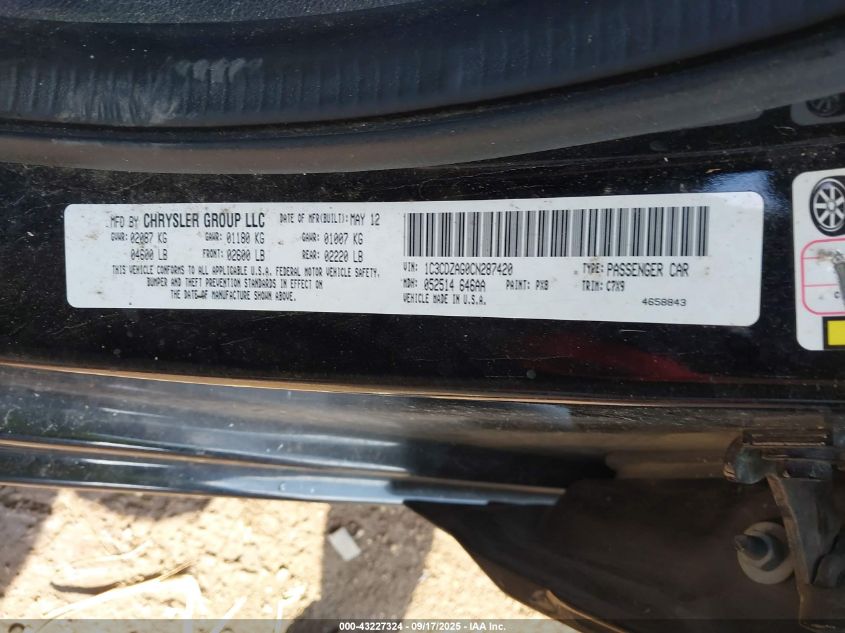 MFD BY CHRYSLER GROUP LLC DATE OF MFR(BUILT):MAY 12
GVWR: 02087 KG GAWR: 01180 KG GAWR: 01007 KG
04600 LB FRONT: 02600 LB REAR: 02220 LB
THIS VEHICLE CONFORMS TO ALL APPLICABLE U.S.A. FEDERAL MOTOR VEHICLE SAFETY,
BUMPER AND THEFT PREVENTION STANDARDS IN EFFECT ON
THE DATE OF MANUFACTURE SHOWN ABOVE.
VIN: 1C3CDZAG0CN287420 TYPE: PASSENGER CAR
MDH: 052514 646AA PAINT: PX8 TRIM: C7X9
VEHICLE MADE IN U.S.A. 4658843
000-43227324 - 09/17/2025 - IAA Inc.